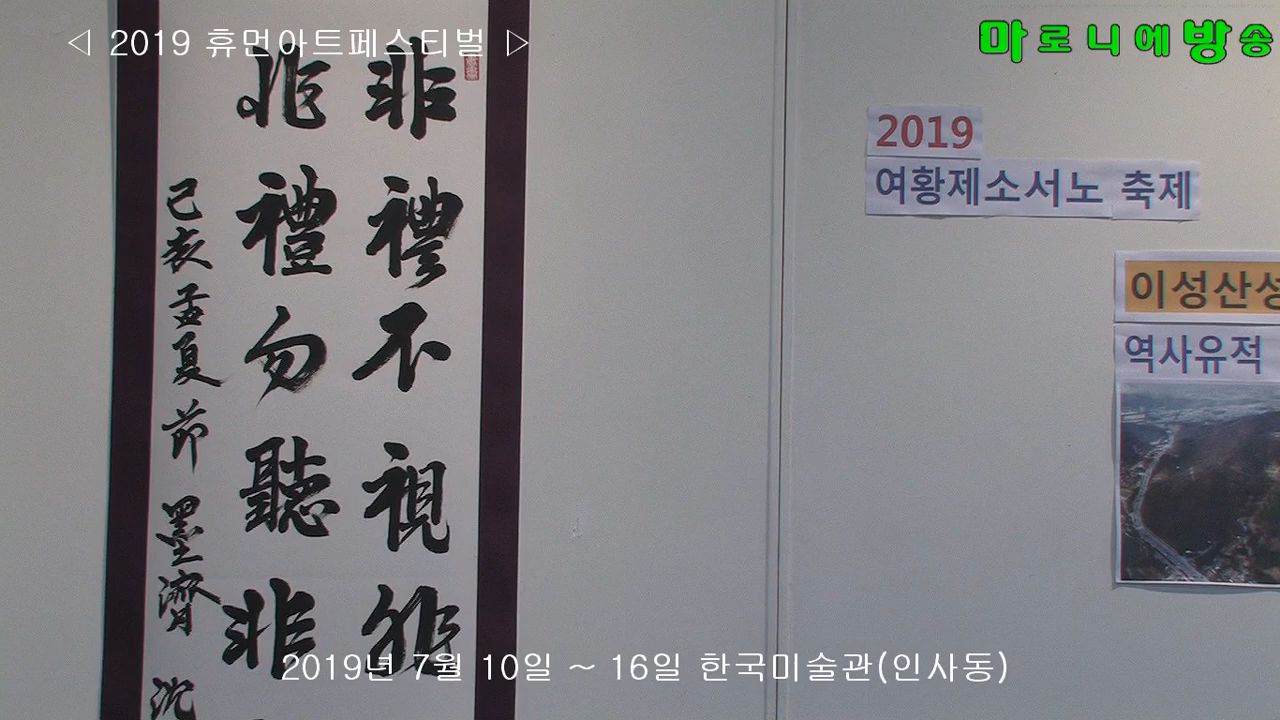 ◁ 2019 휴먼아트페스티벌 ▷
마로니에방송
非禮不視非
非禮勿聽非
己亥孟夏節 墨濟 沈
2019
여황제소서노 축제
이성산성
역사유적
2019년 7월 10일 ~ 16일 한국미술관(인사동)